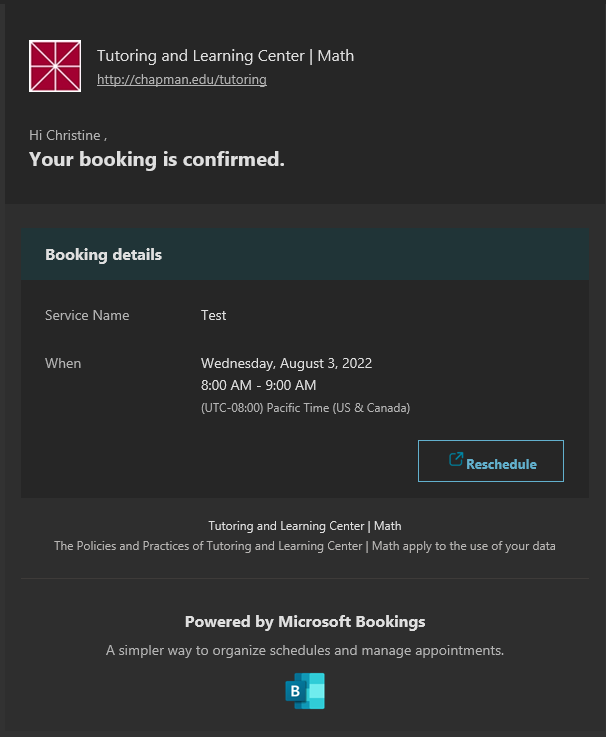 Tutoring and Learning Center | Math
http://chapman.edu/tutoring
Hi Christine ,
Your booking is confirmed.
Booking details
Service Name Test
When Wednesday, August 3, 2022
8:00 AM - 9:00 AM
(UTC-08:00) Pacific Time (US & Canada)
Reschedule
Tutoring and Learning Center | Math
The Policies and Practices of Tutoring and Learning Center | Math apply to the use of your data
Powered by Microsoft Bookings
A simpler way to organize schedules and manage appointments.
B